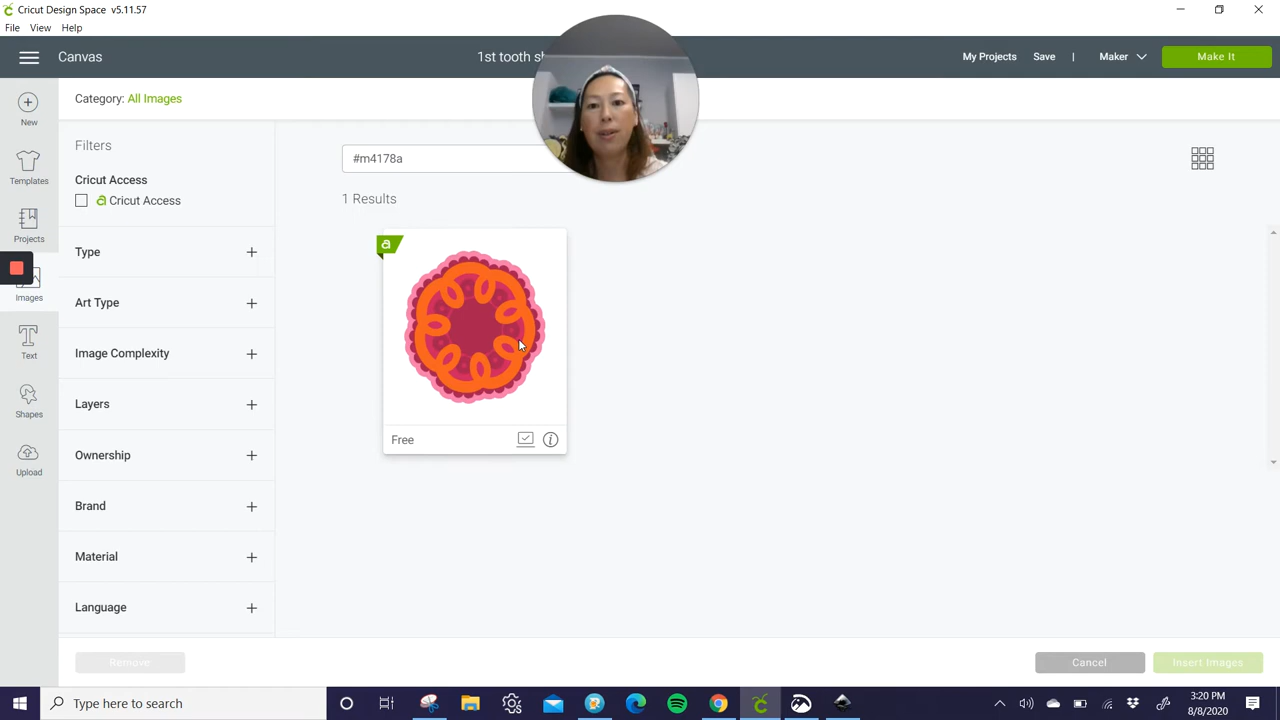 Cricut Design Space v5.11.57
File View Help
Canvas
1st tooth sh
My Projects Save | Maker
Make It
Category: All Images
New
Templates
Projects
Images
Text
Shapes
Upload
Filters
Cricut Access
a Cricut Access
Type +
Art Type +
Image Complexity +
Layers +
Ownership +
Brand +
Material +
Language +
#m4178a
1 Results
a
Free
Remove
Cancel
Insert Images
Type here to search
3:20 PM
8/8/2020